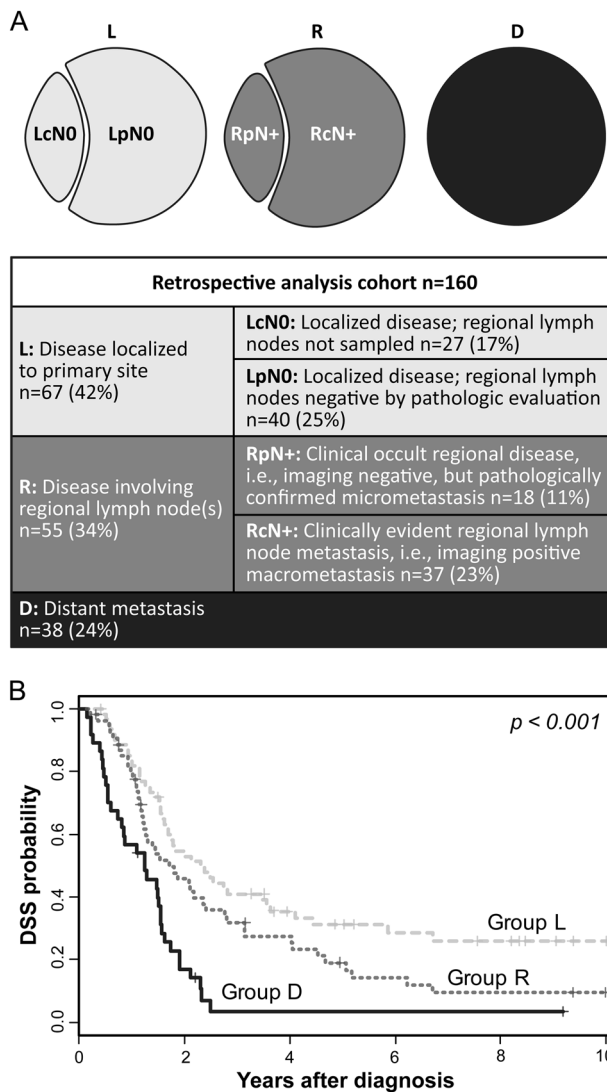 A
L
R
D
LcN0
LpN0
RpN+
RcN+
Retrospective analysis cohort n=160
L: Disease localized
to primary site
n=67 (42%)
LcN0: Localized disease; regional lymph
nodes not sampled n=27 (17%)
LpN0: Localized disease; regional lymph
nodes negative by pathologic evaluation
n=40 (25%)
R: Disease involving
regional lymph node(s)
n=55 (34%)
RpN+: Clinical occult regional disease,
i.e., imaging negative, but pathologically
confirmed micrometastasis n=18 (11%)
RcN+: Clinically evident regional lymph
node metastasis, i.e., imaging positive
macrometastasis n=37 (23%)
D: Distant metastasis
n=38 (24%)
B
p < 0.001
DSS probability
1.0
0.8
0.6
0.4
0.2
0.0
Group L
Group R
Group D
0
2
4
6
8
10
Years after diagnosis